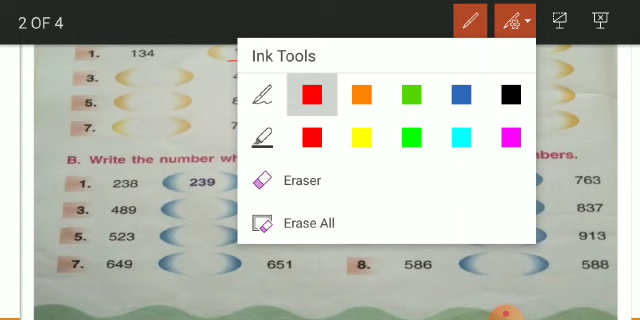 2 OF 4
Ink Tools
1. 134
3.
5.
7.
B. Write the number wh
bers.
1. 238 239
763
3. 489
837
5. 523
913
7. 649 651 8. 586 588
Eraser
Erase All